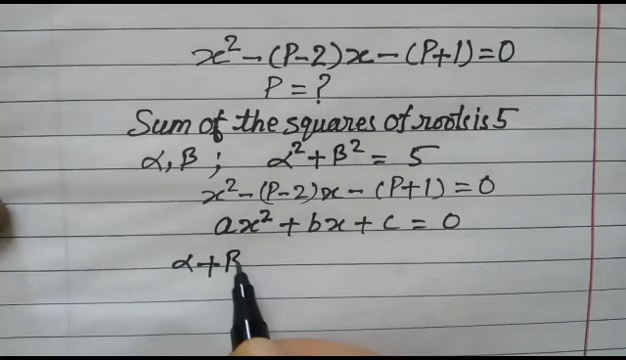 x² - (P-2)x - (P+1) = 0
P = ?
Sum of the squares of roots is 5
α, β ; α² + β² = 5
x² - (P-2)x - (P+1) = 0
ax² + bx + c = 0
α + β